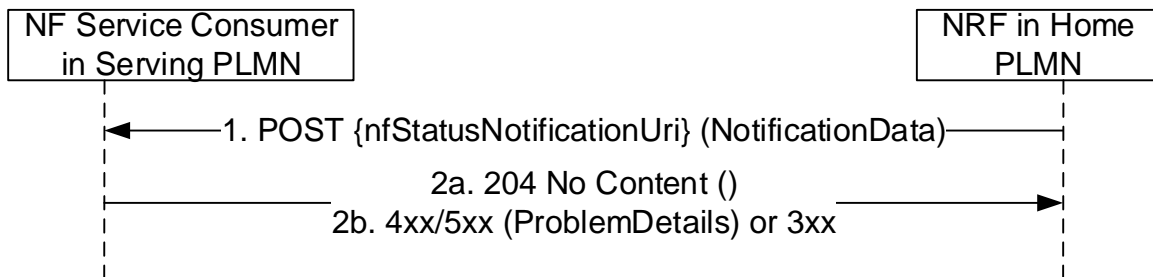 NF Service Consumer
in Serving PLMN
NRF in Home
PLMN
1. POST {nfStatusNotificationUri} (NotificationData)
2a. 204 No Content ()
2b. 4xx/5xx (ProblemDetails) or 3xx